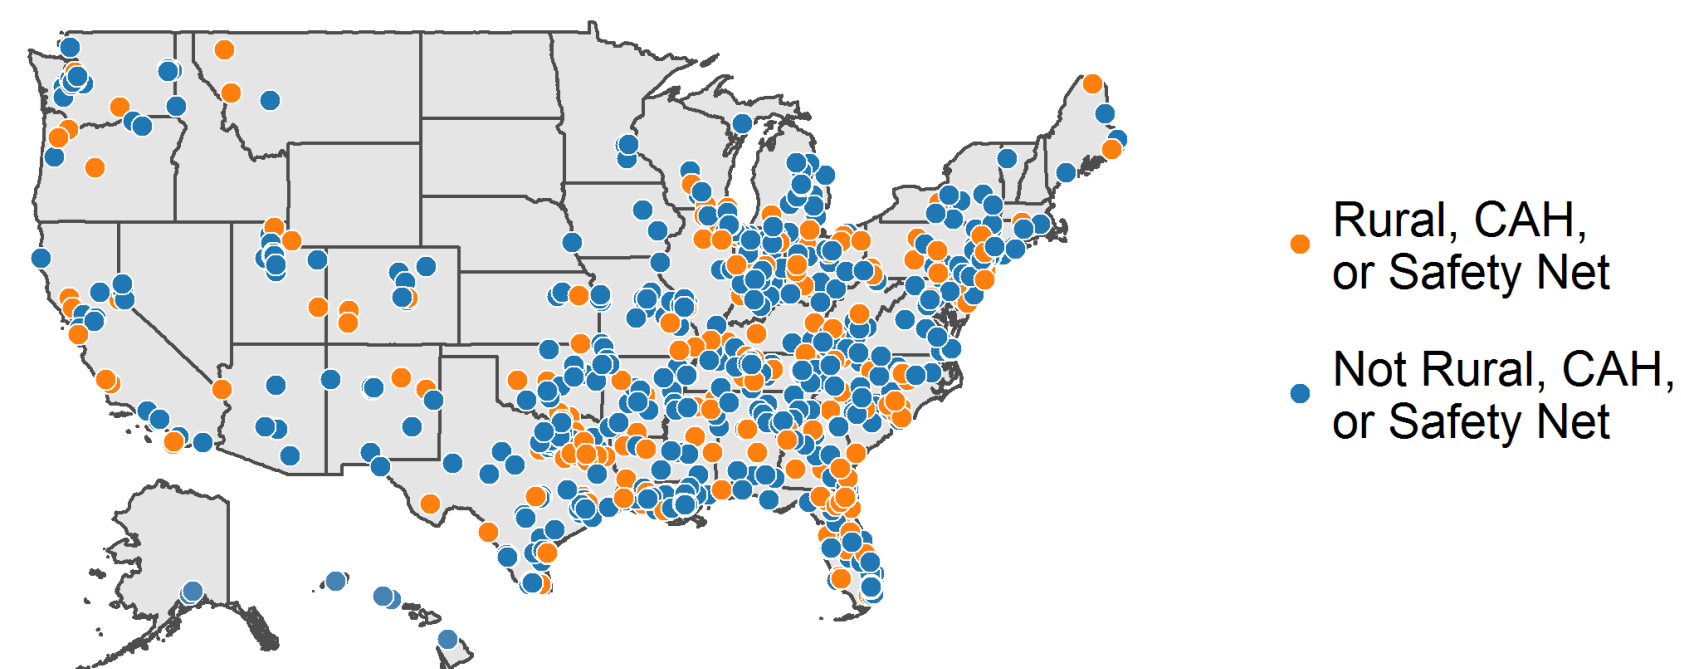 Rural, CAH,
or Safety Net
Not Rural, CAH,
or Safety Net